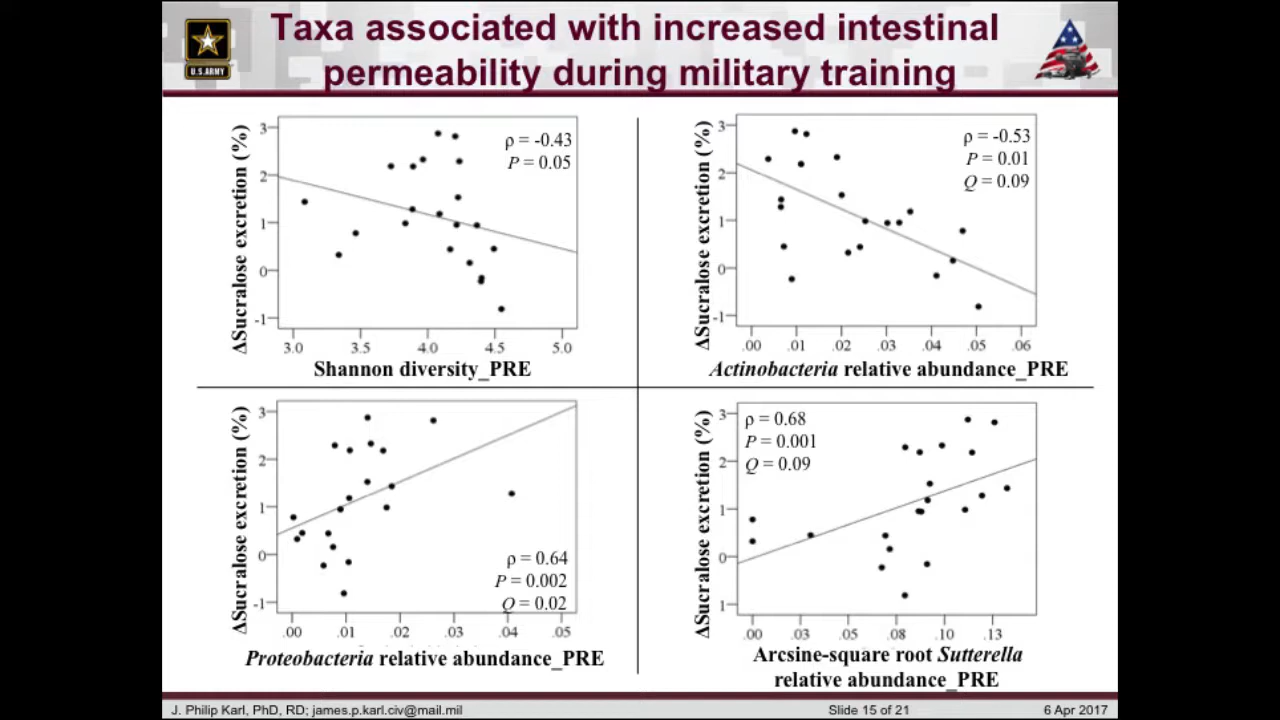 Taxa associated with increased intestinal
permeability during military training
U.S.ARMY
ΔSucralose excretion (%)
3
2
1
0
-1
ρ = -0.43
P = 0.05
3.0 3.5 4.0 4.5 5.0
Shannon diversity_PRE
ΔSucralose excretion (%)
3
2
1
0
-1
ρ = -0.53
P = 0.01
Q = 0.09
.00 .01 .02 .03 .04 .05 .06
Actinobacteria relative abundance_PRE
ΔSucralose excretion (%)
3
2
1
0
-1
ρ = 0.64
P = 0.002
Q = 0.02
.00 .01 .02 .03 .04 .05
Proteobacteria relative abundance_PRE
ΔSucralose excretion (%)
3
2
1
0
1
ρ = 0.68
P = 0.001
Q = 0.09
.00 .03 .05 .08 .10 .13
Arcsine-square root Sutterella
relative abundance_PRE
J. Philip Karl, PhD, RD; james.p.karl.civ@mail.mil
Slide 15 of 21
6 Apr 2017